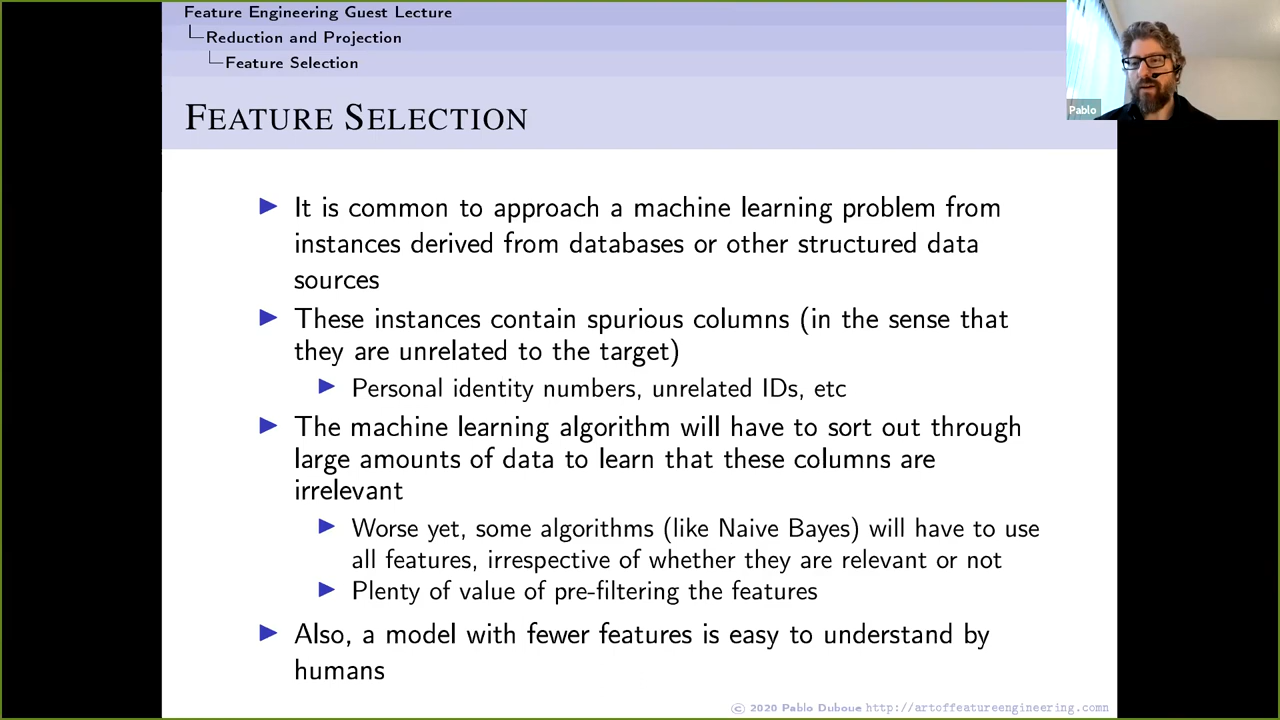 Feature Engineering Guest Lecture
Reduction and Projection
Feature Selection
FEATURE SELECTION
Pablo
It is common to approach a machine learning problem from
instances derived from databases or other structured data
sources
These instances contain spurious columns (in the sense that
they are unrelated to the target)
Personal identity numbers, unrelated IDs, etc
The machine learning algorithm will have to sort out through
large amounts of data to learn that these columns are
irrelevant
Worse yet, some algorithms (like Naive Bayes) will have to use
all features, irrespective of whether they are relevant or not
Plenty of value of pre-filtering the features
Also, a model with fewer features is easy to understand by
humans
© 2020 Pablo Duboue http://artoffeatureengineering.comn